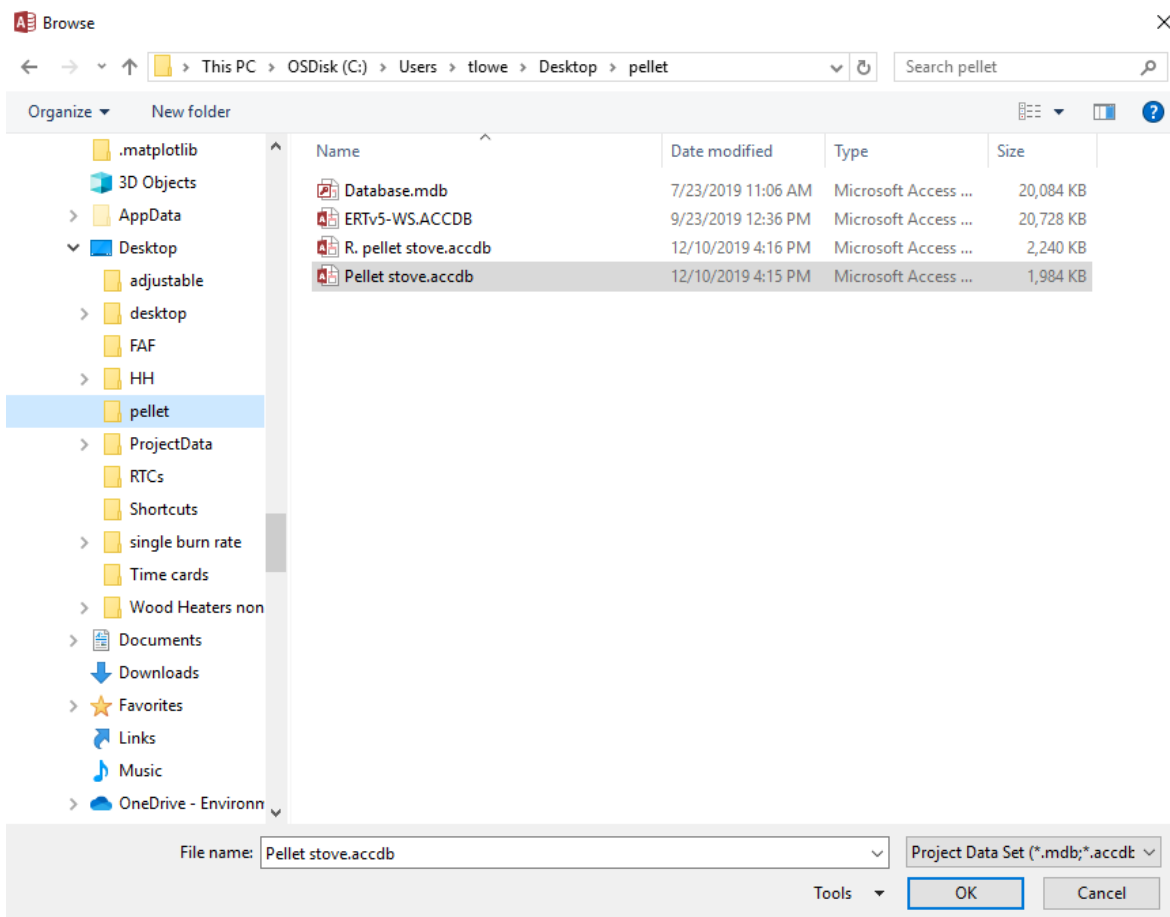 Browse
This PC > OSDisk (C:) > Users > tlowe > Desktop > pellet
Search pellet
Organize
New folder
?
.matplotlib
3D Objects
AppData
Desktop
adjustable
desktop
FAF
HH
pellet
ProjectData
RTCs
Shortcuts
single burn rate
Time cards
Wood Heaters non
Documents
Downloads
Favorites
Links
Music
OneDrive - Environm
Name Date modified Type Size
Database.mdb 7/23/2019 11:06 AM Microsoft Access ... 20,084 KB
ERTv5-WS.ACCDB 9/23/2019 12:36 PM Microsoft Access ... 20,728 KB
R. pellet stove.accdb 12/10/2019 4:16 PM Microsoft Access ... 2,240 KB
Pellet stove.accdb 12/10/2019 4:15 PM Microsoft Access ... 1,984 KB
File name: Pellet stove.accdb
Project Data Set (*.mdb;*.accdb
Tools
OK
Cancel